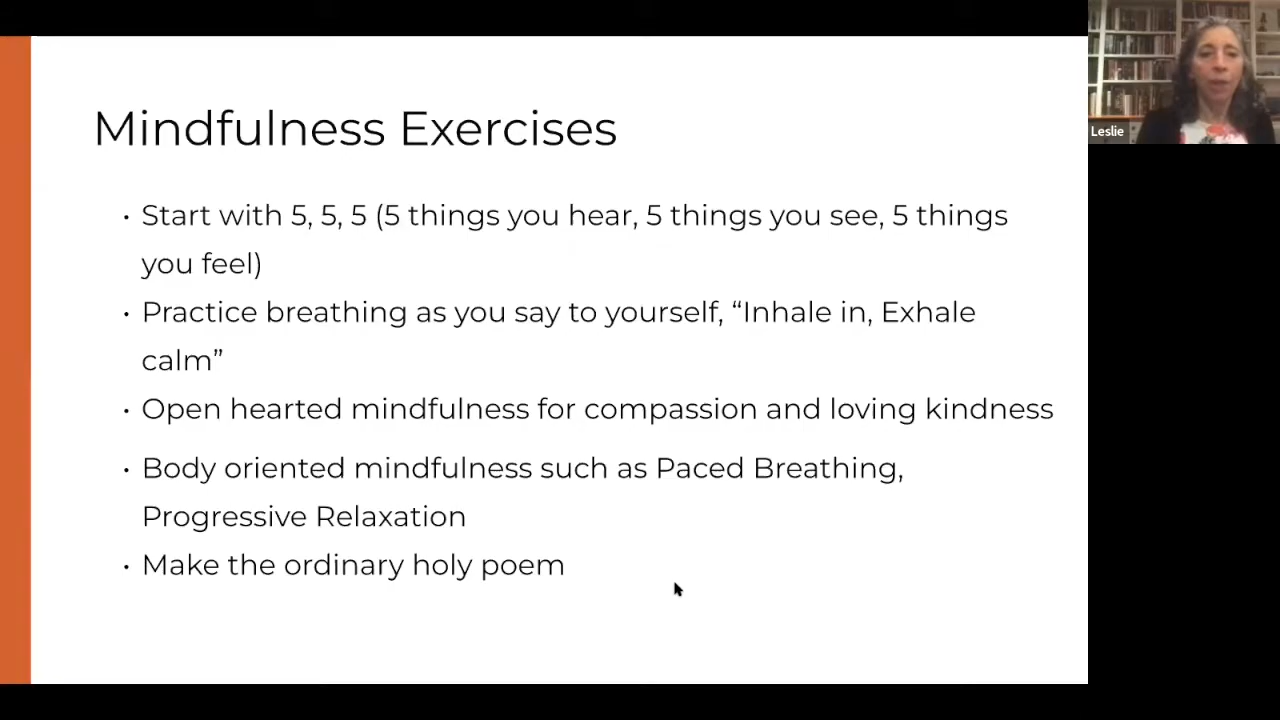 Mindfulness Exercises
• Start with 5, 5, 5 (5 things you hear, 5 things you see, 5 things
you feel)
• Practice breathing as you say to yourself, “Inhale in, Exhale
calm”
• Open hearted mindfulness for compassion and loving kindness
• Body oriented mindfulness such as Paced Breathing,
Progressive Relaxation
• Make the ordinary holy poem
Leslie